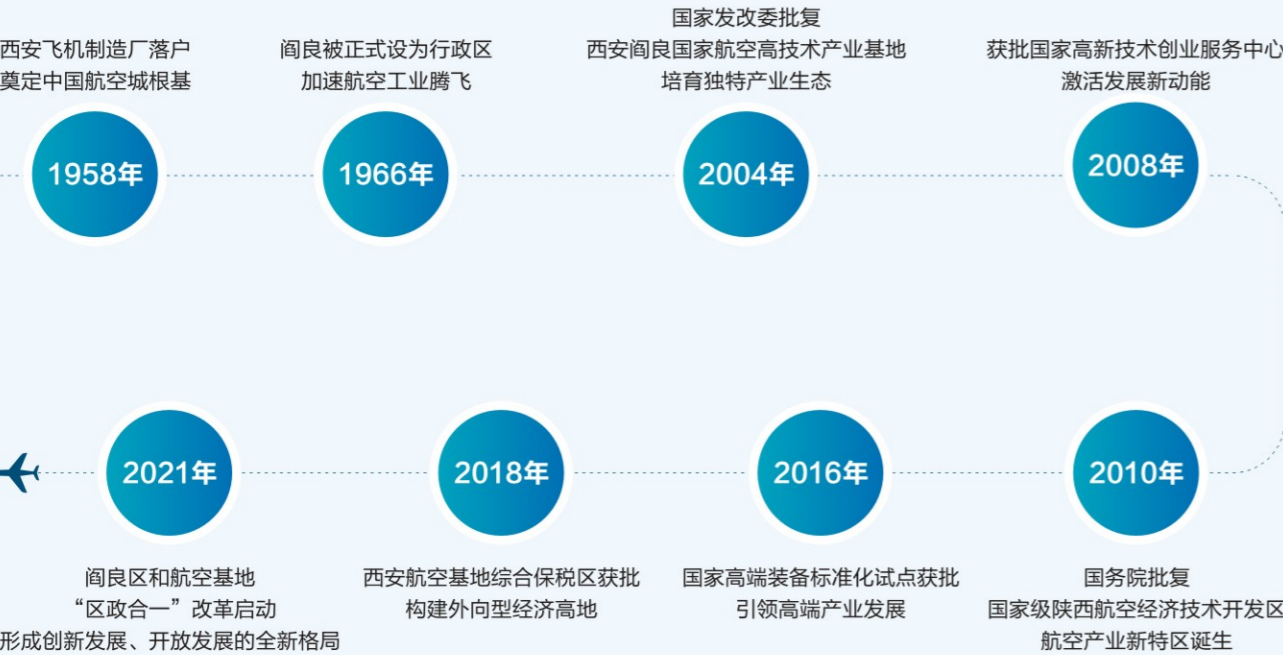 西安飞机制造厂落户
奠定中国航空城根基
1958年
阎良被正式设为行政区
加速航空工业腾飞
1966年
国家发改委批复
西安阎良国家航空高技术产业基地
培育独特产业生态
2004年
获批国家高新技术创业服务中心
激活发展新动能
2008年
2010年
国务院批复
国家级陕西航空经济技术开发区
航空产业新特区诞生
2016年
国家高端装备标准化试点获批
引领高端产业发展
2018年
西安航空基地综合保税区获批
构建外向型经济高地
2021年
阎良区和航空基地
“区政合一”改革启动
形成创新发展、开放发展的全新格局